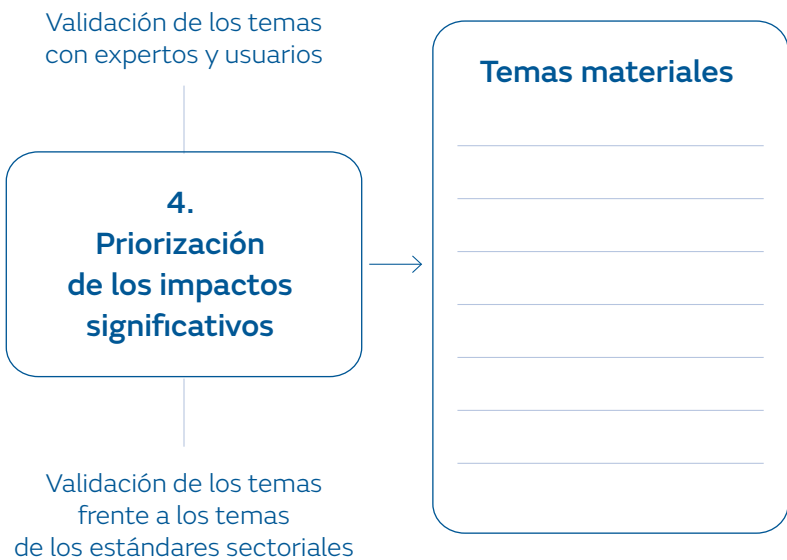 Validación de los temas
con expertos y usuarios
4.
Priorización
de los impactos
significativos
Validación de los temas
frente a los temas
de los estándares sectoriales
Temas materiales